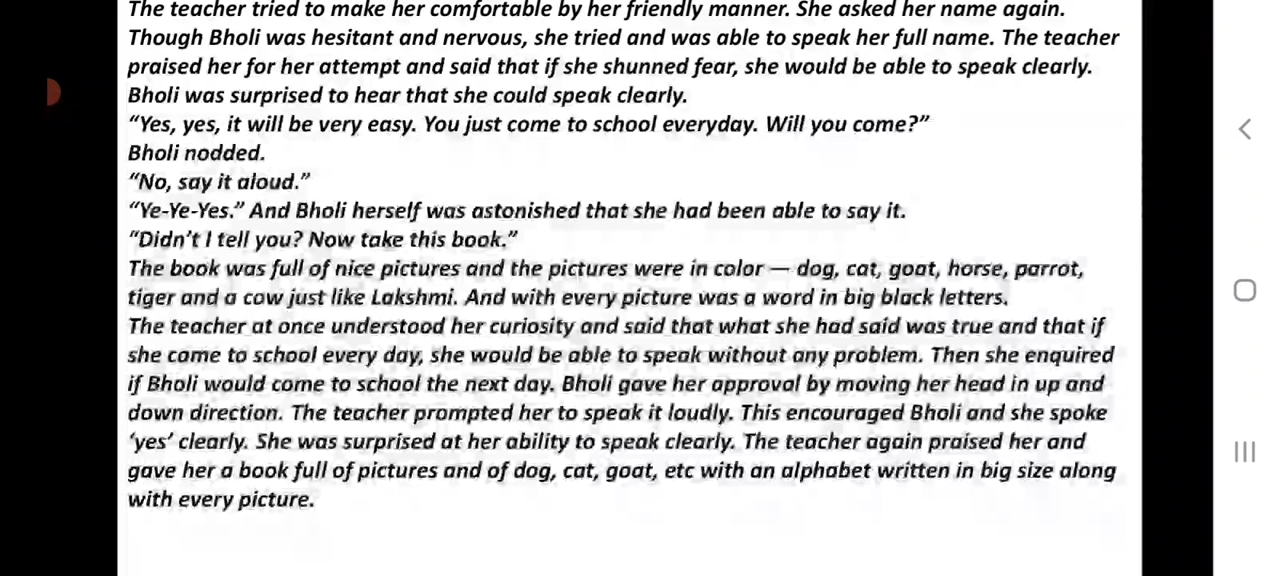 The teacher tried to make her comfortable by her friendly manner. She asked her name again.
Though Bholi was hesitant and nervous, she tried and was able to speak her full name. The teacher
praised her for her attempt and said that if she shunned fear, she would be able to speak clearly.
Bholi was surprised to hear that she could speak clearly.
“Yes, yes, it will be very easy. You just come to school everyday. Will you come?”
Bholi nodded.
“No, say it aloud.”
“Ye-Ye-Yes.” And Bholi herself was astonished that she had been able to say it.
“Didn’t I tell you? Now take this book.”
The book was full of nice pictures and the pictures were in color — dog, cat, goat, horse, parrot,
tiger and a cow just like Lakshmi. And with every picture was a word in big black letters.
The teacher at once understood her curiosity and said that what she had said was true and that if
she came to school every day, she would be able to speak without any problem. Then she enquired
if Bholi would come to school the next day. Bholi gave her approval by moving her head in up and
down direction. The teacher prompted her to speak it loudly. This encouraged Bholi and she spoke
‘yes’ clearly. She was surprised at her ability to speak clearly. The teacher again praised her and
gave her a book full of pictures and of dog, cat, goat, etc with an alphabet written in big size along
with every picture.